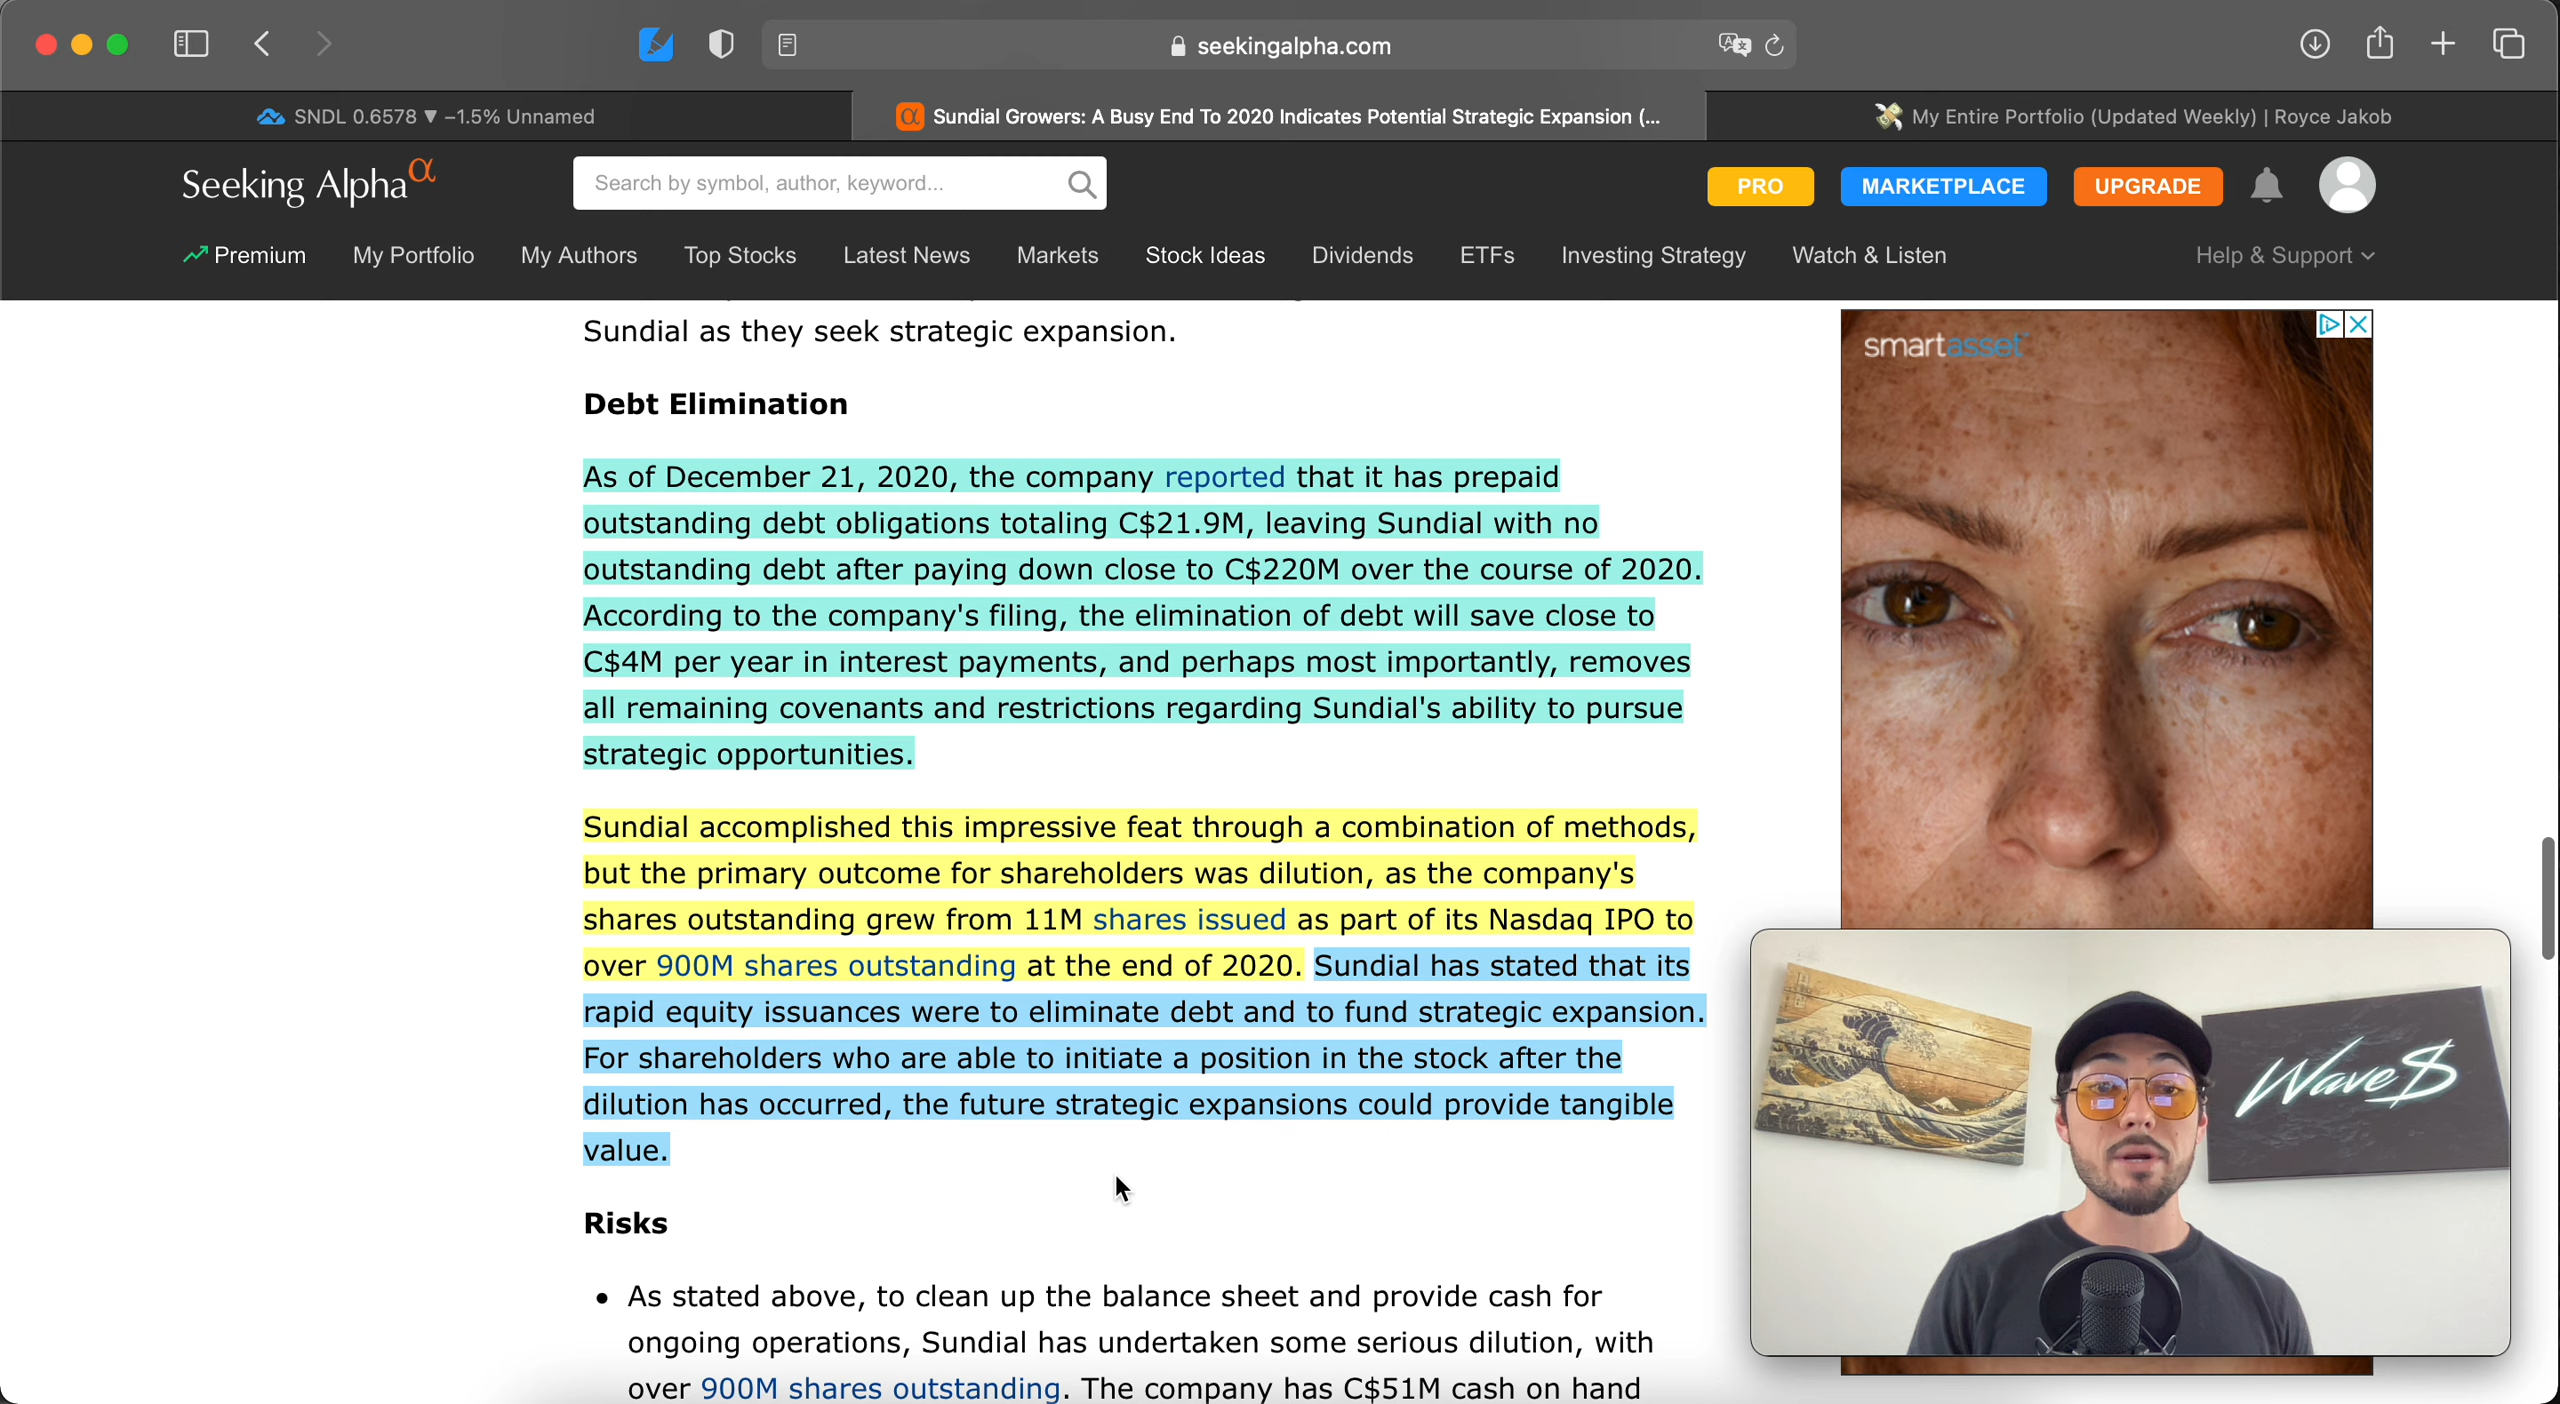 seekingalpha.com
SNDL 0.6578 ▼ −1.5% Unnamed
Sundial Growers: A Busy End To 2020 Indicates Potential Strategic Expansion (...
My Entire Portfolio (Updated Weekly) | Royce Jakob
Seeking Alpha α
Search by symbol, author, keyword...
PRO
MARKETPLACE
UPGRADE
Premium
My Portfolio
My Authors
Top Stocks
Latest News
Markets
Stock Ideas
Dividends
ETFs
Investing Strategy
Watch & Listen
Help & Support
Sundial as they seek strategic expansion.
Debt Elimination
As of December 21, 2020, the company reported that it has prepaid
outstanding debt obligations totaling C$21.9M, leaving Sundial with no
outstanding debt after paying down close to C$220M over the course of 2020.
According to the company's filing, the elimination of debt will save close to
C$4M per year in interest payments, and perhaps most importantly, removes
all remaining covenants and restrictions regarding Sundial's ability to pursue
strategic opportunities.
Sundial accomplished this impressive feat through a combination of methods,
but the primary outcome for shareholders was dilution, as the company's
shares outstanding grew from 11M shares issued as part of its Nasdaq IPO to
over 900M shares outstanding at the end of 2020. Sundial has stated that its
rapid equity issuances were to eliminate debt and to fund strategic expansion.
For shareholders who are able to initiate a position in the stock after the
dilution has occurred, the future strategic expansions could provide tangible
value.
Risks
• As stated above, to clean up the balance sheet and provide cash for
ongoing operations, Sundial has undertaken some serious dilution, with
over 900M shares outstanding. The company has C$51M cash on hand
smartasset
Wave$